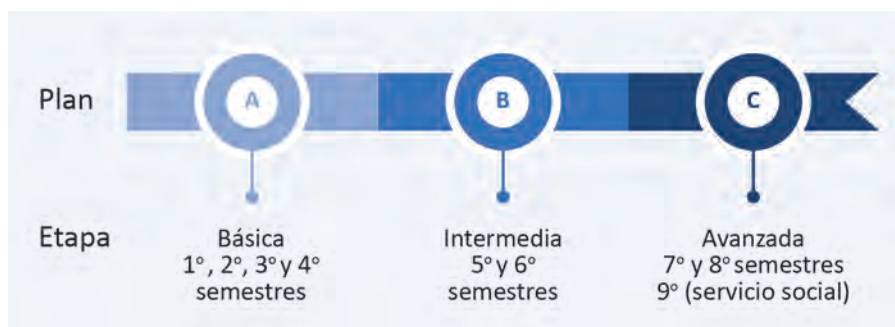 Plan
A
B
C
Etapa
Básica
1°, 2°, 3° y 4°
semestres
Intermedia
5° y 6°
semestres
Avanzada
7° y 8° semestres
9° (servicio social)